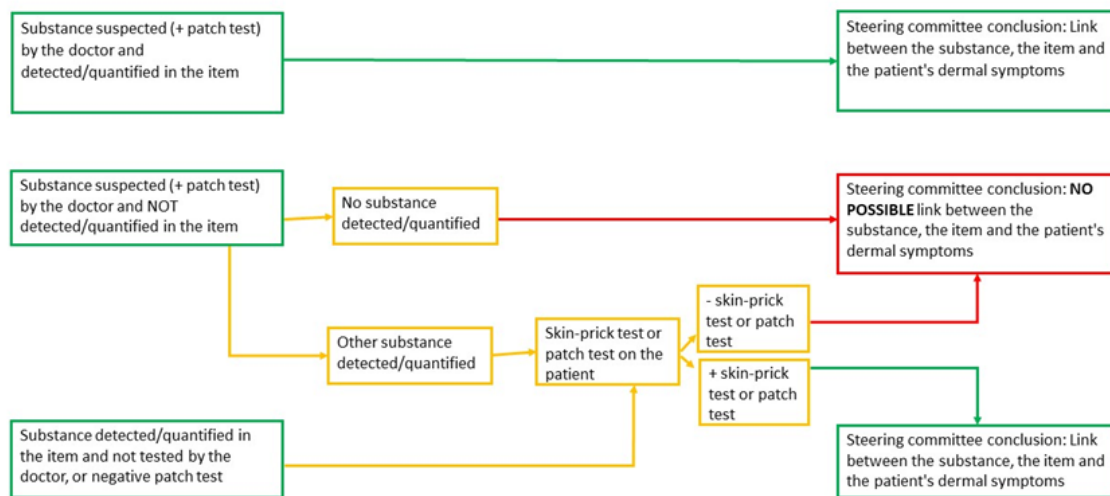 Substance suspected (+ patch test)
by the doctor and
detected/quantified in the item
Steering committee conclusion: Link
between the substance, the item and
the patient's dermal symptoms
Substance suspected (+ patch test)
by the doctor and NOT
detected/quantified in the item
No substance
detected/quantified
Steering committee conclusion: NO
POSSIBLE link between the
substance, the item and the patient's
dermal symptoms
Other substance
detected/quantified
Skin-prick test or
patch test on the
patient
- skin-prick
test or patch
test
+ skin-prick
test or patch
test
Substance detected/quantified in
the item and not tested by the
doctor, or negative patch test
Steering committee conclusion: Link
between the substance, the item and
the patient's dermal symptoms